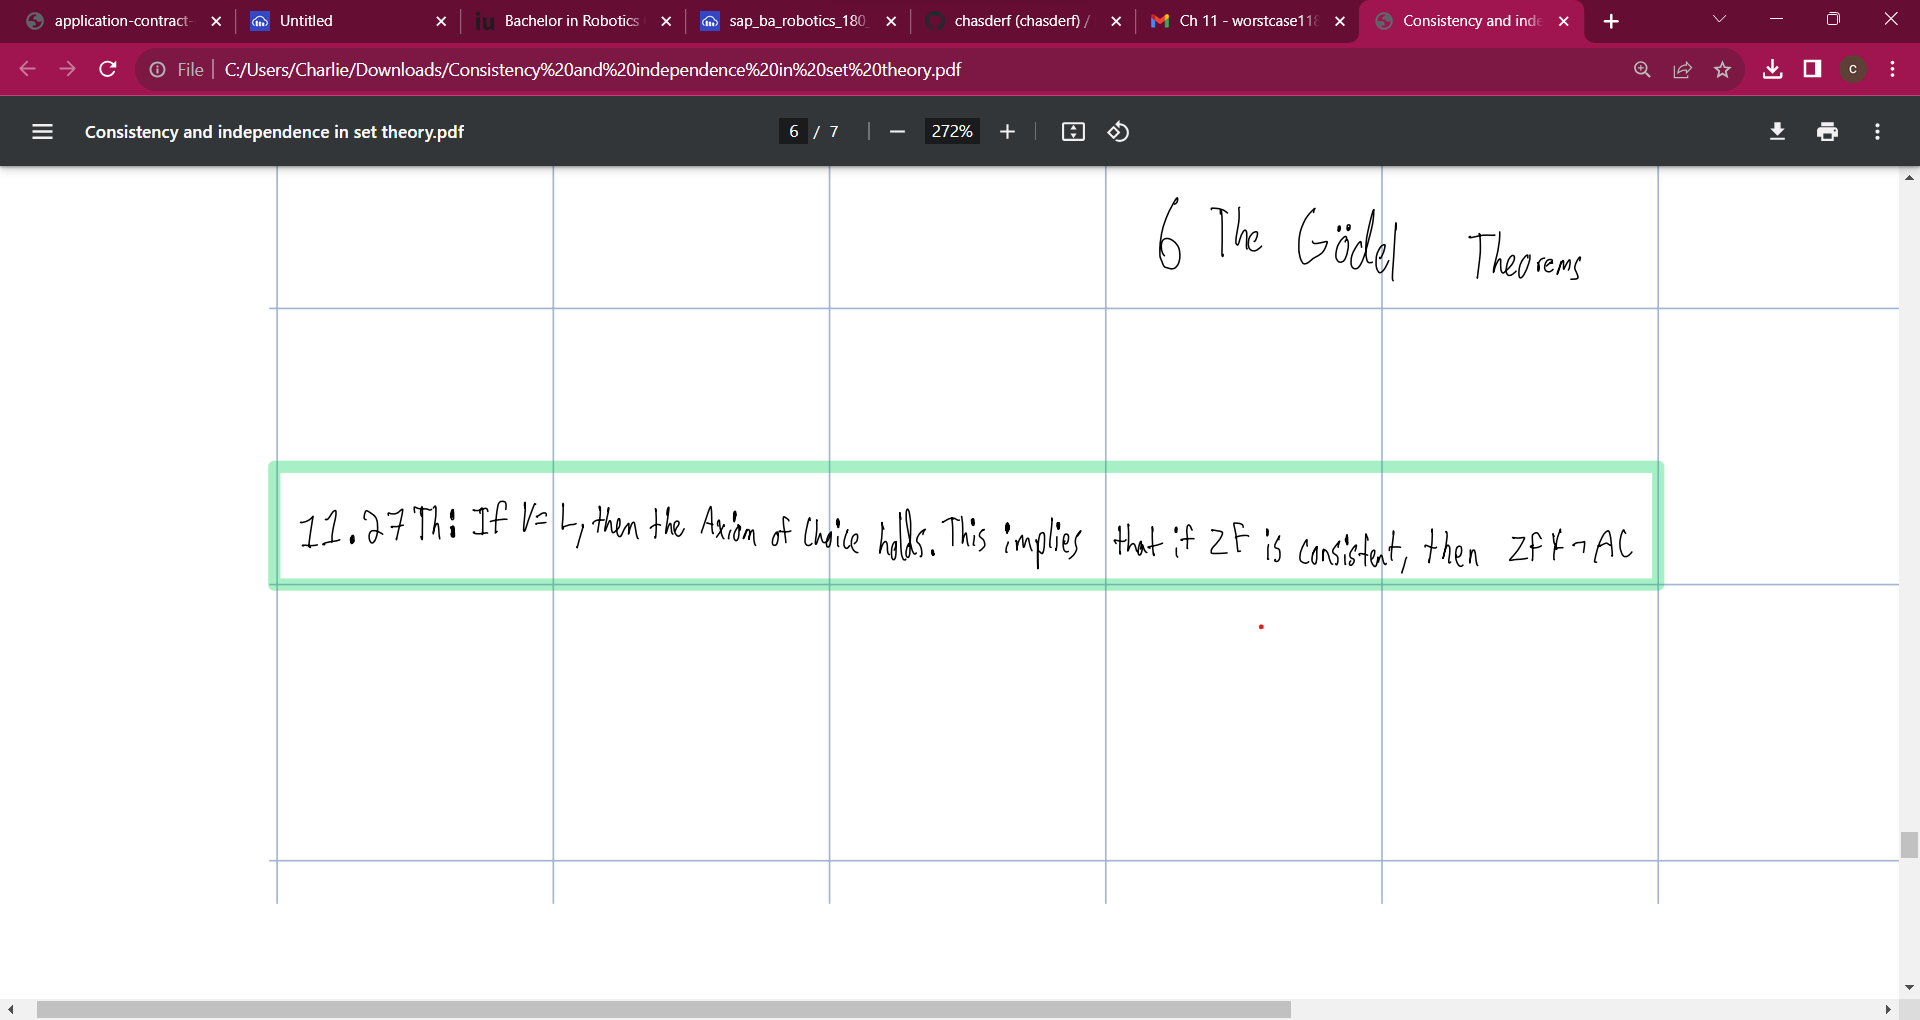 application-contract-
Untitled
Bachelor in Robotics
sap_ba_robotics_180
chasderf (chasderf) /
Ch 11 - worstcase118
Consistency and inde
File
C:/Users/Charlie/Downloads/Consistency%20and%20independence%20in%20set%20theory.pdf
c
Consistency and independence in set theory.pdf
6 / 7
272%
6 The Gödel Theorems
11.27 Th: If V=L, then the Axiom of Choice holds. This implies that if ZF is consistent, then ZF⊬¬AC